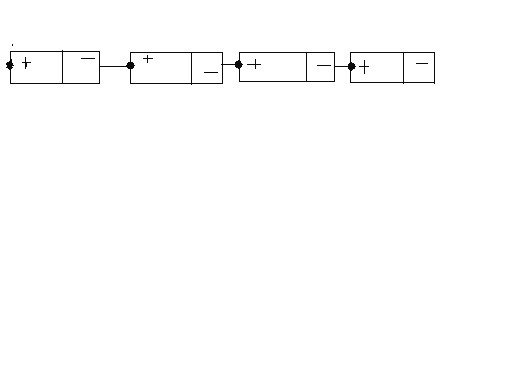 + — + — + — + —